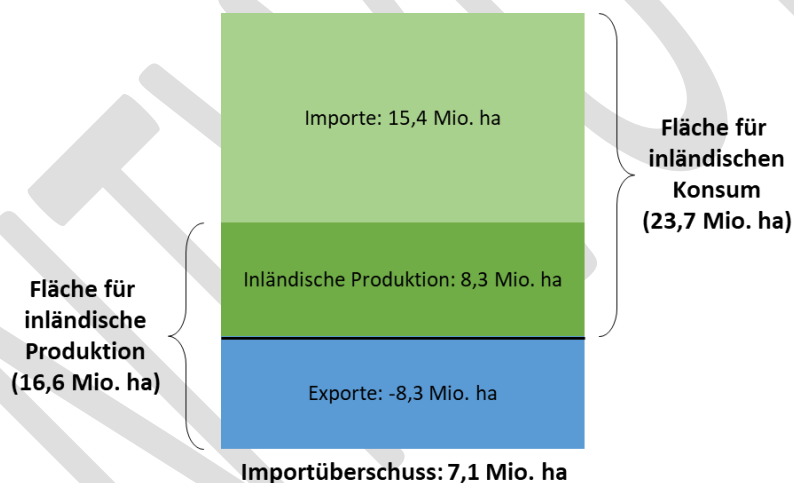 Importe: 15,4 Mio. ha
Fläche für
inländischen
Konsum
(23,7 Mio. ha)
Inländische Produktion: 8,3 Mio. ha
Fläche für
inländische
Produktion
(16,6 Mio. ha)
Exporte: -8,3 Mio. ha
Importüberschuss: 7,1 Mio. ha